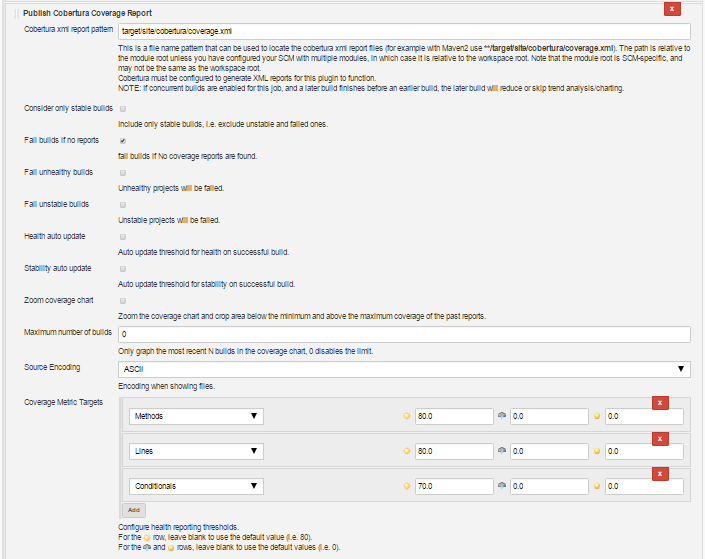 Publish Cobertura Coverage Report
x
Cobertura xml report pattern
target/site/cobertura/coverage.xml
This is a file name pattern that can be used to locate the cobertura xml report files (for example with Maven2 use **/target/site/cobertura/coverage.xml). The path is relative to
the module root unless you have configured your SCM with multiple modules, in which case it is relative to the workspace root. Note that the module root is SCM-specific, and
may not be the same as the workspace root.
Cobertura must be configured to generate XML reports for this plugin to function.
NOTE: If concurrent builds are enabled for this job, and a later build finishes before an earlier build, the later build will reduce or skip trend analysis/charting.
Consider only stable builds
Include only stable builds, i.e. exclude unstable and failed ones.
Fail builds if no reports
fail builds if No coverage reports are found.
Fail unhealthy builds
Unhealthy projects will be failed.
Fail unstable builds
Unstable projects will be failed.
Health auto update
Auto update threshold for health on successful build.
Stability auto update
Auto update threshold for stability on successful build.
Zoom coverage chart
Zoom the coverage chart and crop area below the minimum and above the maximum coverage of the past reports.
Maximum number of builds
0
Only graph the most recent N builds in the coverage chart, 0 disables the limit.
Source Encoding
ASCII
Encoding when showing files.
Coverage Metric Targets
x
Methods 80.0 0.0 0.0
x
Lines 80.0 0.0 0.0
x
Conditionals 70.0 0.0 0.0
Add
Configure health reporting thresholds.
For the row, leave blank to use the default value (i.e. 80).
For the and rows, leave blank to use the default values (i.e. 0).